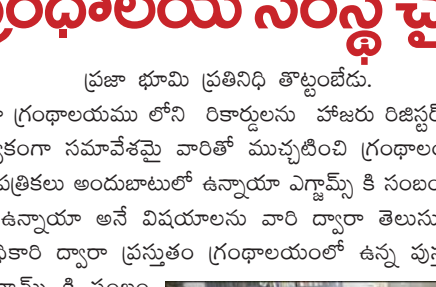 గ్రంథాలయ సంస్థ
ప్రజా భూమి ప్రతినిధి తొట్టంబేడు.
గ్రంథాలయము లోని రికార్డులను హాజరు రిజిస్టర్
సమావేశమై వారితో ముచ్చటించి
పత్రికలు అందుబాటులో ఉన్నాయా ఎగ్జామ్స్ కి
ఉన్నాయా అనే విషయాలను వారి ద్వారా
ద్వారా ప్రస్తుతం గ్రంథాలయంలో ఉన్న
కి